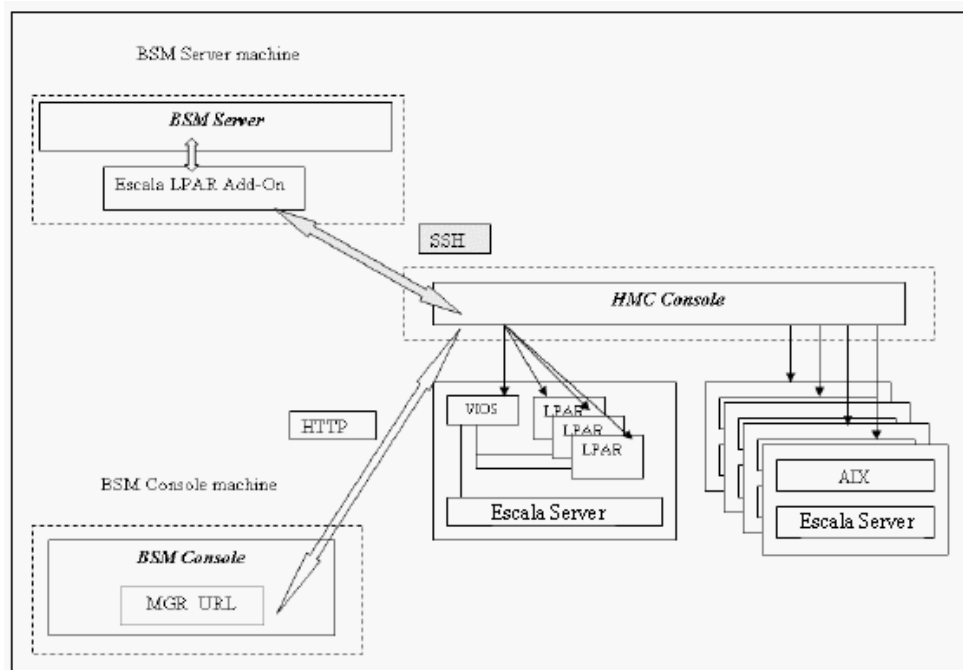 BSM Server machine
BSM Server
Escala LPAR Add-On
SSH
HMC Console
VIOS
LPAR
LPAR
LPAR
HTTP
AIX
Escala Server
Escala Server
BSM Console machine
BSM Console
MGR URL